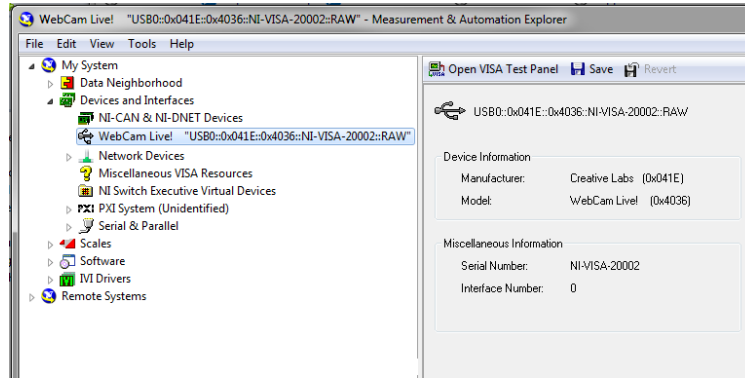 WebCam Live!   "USB0::0x041E::0x4036::NI-VISA-20002::RAW" - Measurement & Automation Explorer
File Edit View Tools Help
My System
Data Neighborhood
Devices and Interfaces
NI-CAN & NI-DNET Devices
WebCam Live!   "USB0::0x041E::0x4036::NI-VISA-20002::RAW"
Network Devices
Miscellaneous VISA Resources
NI Switch Executive Virtual Devices
PXI PXI System (Unidentified)
Serial & Parallel
Scales
Software
IVI Drivers
Remote Systems
Open VISA Test Panel Save Revert
USB0::0x041E::0x4036::NI-VISA-20002::RAW
Device Information
Manufacturer: Creative Labs (0x041E)
Model: WebCam Live! (0x4036)
Miscellaneous Information
Serial Number: NI-VISA-20002
Interface Number: 0